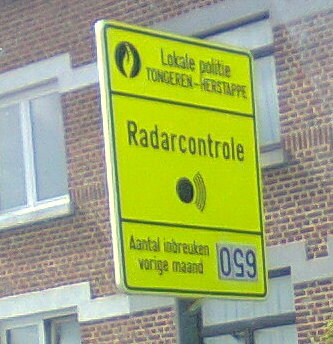 Lokale politie
TONGEREN-HERSTAPPE
Radarcontrole
Aantal inbreuken
vorige maand
059